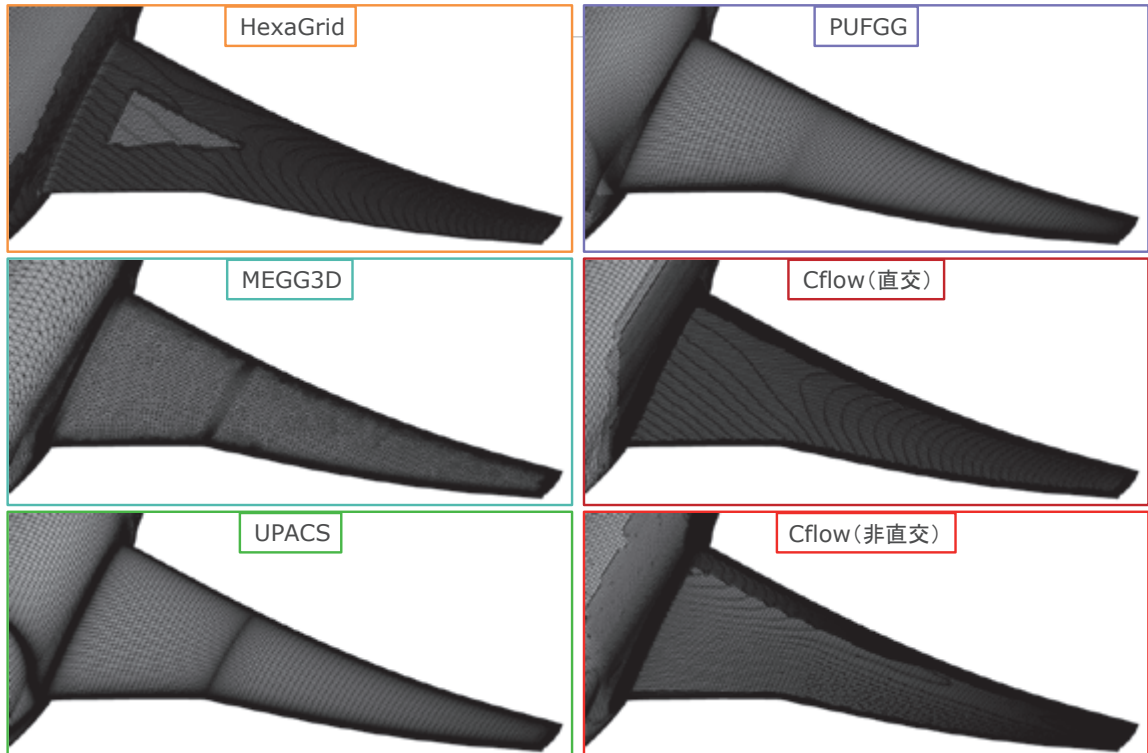 HexaGrid
PUFGG
MEGG3D
Cflow（直交）
UPACS
Cflow（非直交）